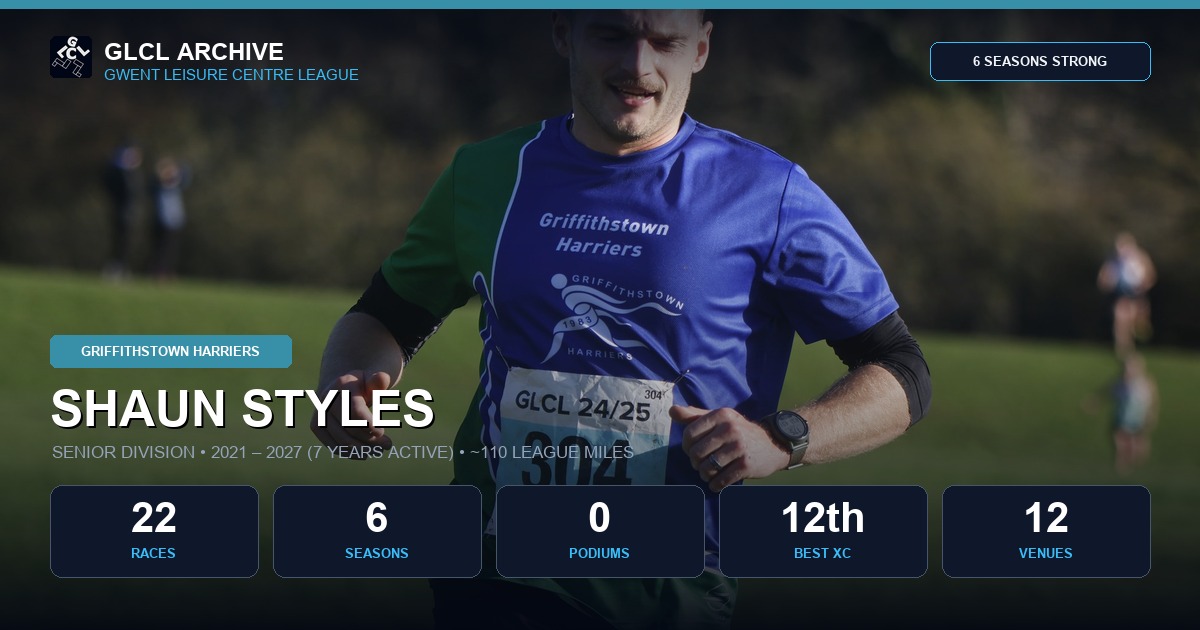 GLCL ARCHIVE
GWENT LEISURE CENTRE LEAGUE
6 SEASONS STRONG
Griffithstown
Harriers
GRIFFITHSTOWN
1983
HARRIERS
304
GLCL 24/25
304
GRIFFITHSTOWN HARRIERS
SHAUN STYLES
SENIOR DIVISION • 2021 – 2027 (7 YEARS ACTIVE) • ~110 LEAGUE MILES
22
RACES
6
SEASONS
0
PODIUMS
12th
BEST XC
12
VENUES